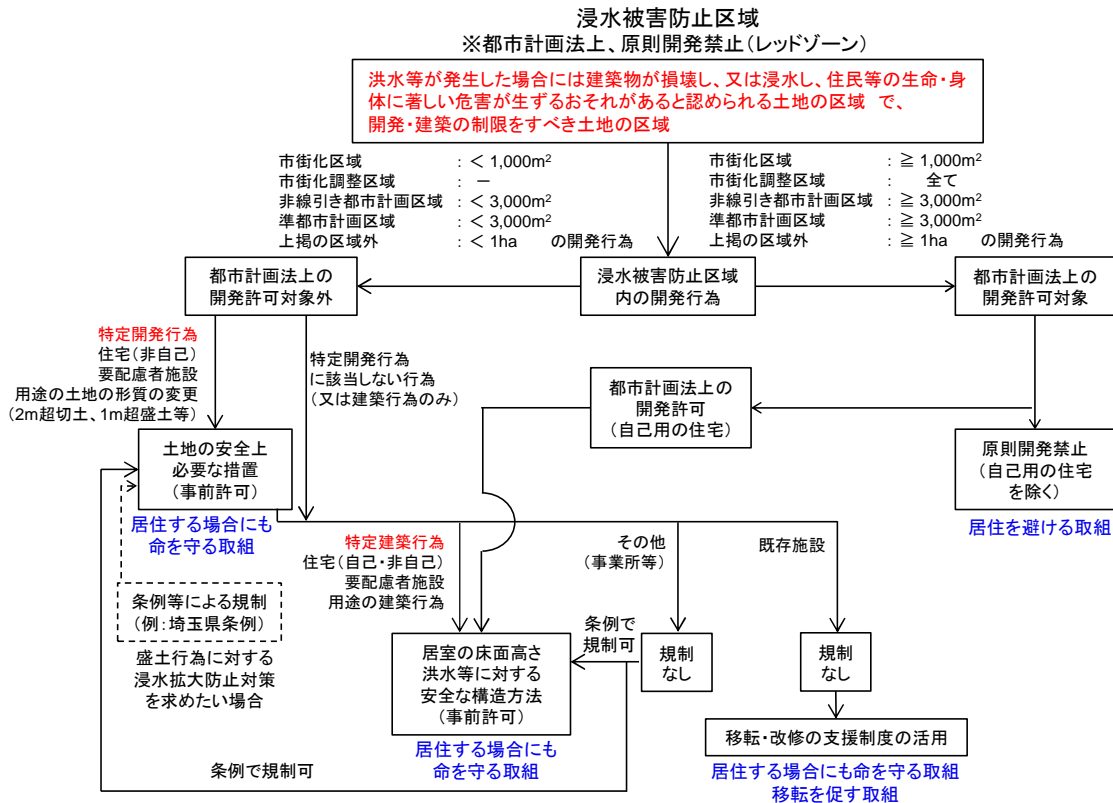 浸水被害防止区域
※都市計画法上、原則開発禁止（レッドゾーン）
洪水等が発生した場合には建築物が損壊し、又は浸水し、住民等の生命・身
体に著しい危害が生ずるおそれがあると認められる土地の区域　で、
開発・建築の制限をすべき土地の区域
市街化区域　：＜1,000m²
市街化調整区域　：　－
非線引き都市計画区域　：＜3,000m²
準都市計画区域　：＜3,000m²
上掲の区域外　：＜1ha　の開発行為
市街化区域　：≧1,000m²
市街化調整区域　：　全て
非線引き都市計画区域　：≧3,000m²
準都市計画区域　：≧3,000m²
上掲の区域外　：≧1ha　の開発行為
都市計画法上の
開発許可対象外
浸水被害防止区域
内の開発行為
都市計画法上の
開発許可対象
特定開発行為
住宅（非自己）
要配慮者施設
用途の土地の形質の変更
（2m超切土、1m超盛土等）
特定開発行為
に該当しない行為
（又は建築行為のみ）
都市計画法上の
開発許可
（自己用の住宅）
土地の安全上
必要な措置
（事前許可）
居住する場合にも
命を守る取組
原則開発禁止
（自己用の住宅
を除く）
居住を避ける取組
特定建築行為
住宅（自己・非自己）
要配慮者施設
用途の建築行為
その他
（事業所等）
既存施設
条例等による規制
（例：埼玉県条例）
盛土行為に対する
浸水拡大防止対策
を求めたい場合
居室の床面高さ
洪水等に対する
安全な構造方法
（事前許可）
居住する場合にも
命を守る取組
条例で
規制可
規制
なし
規制
なし
移転・改修の支援制度の活用
居住する場合にも命を守る取組
移転を促す取組
条例で規制可